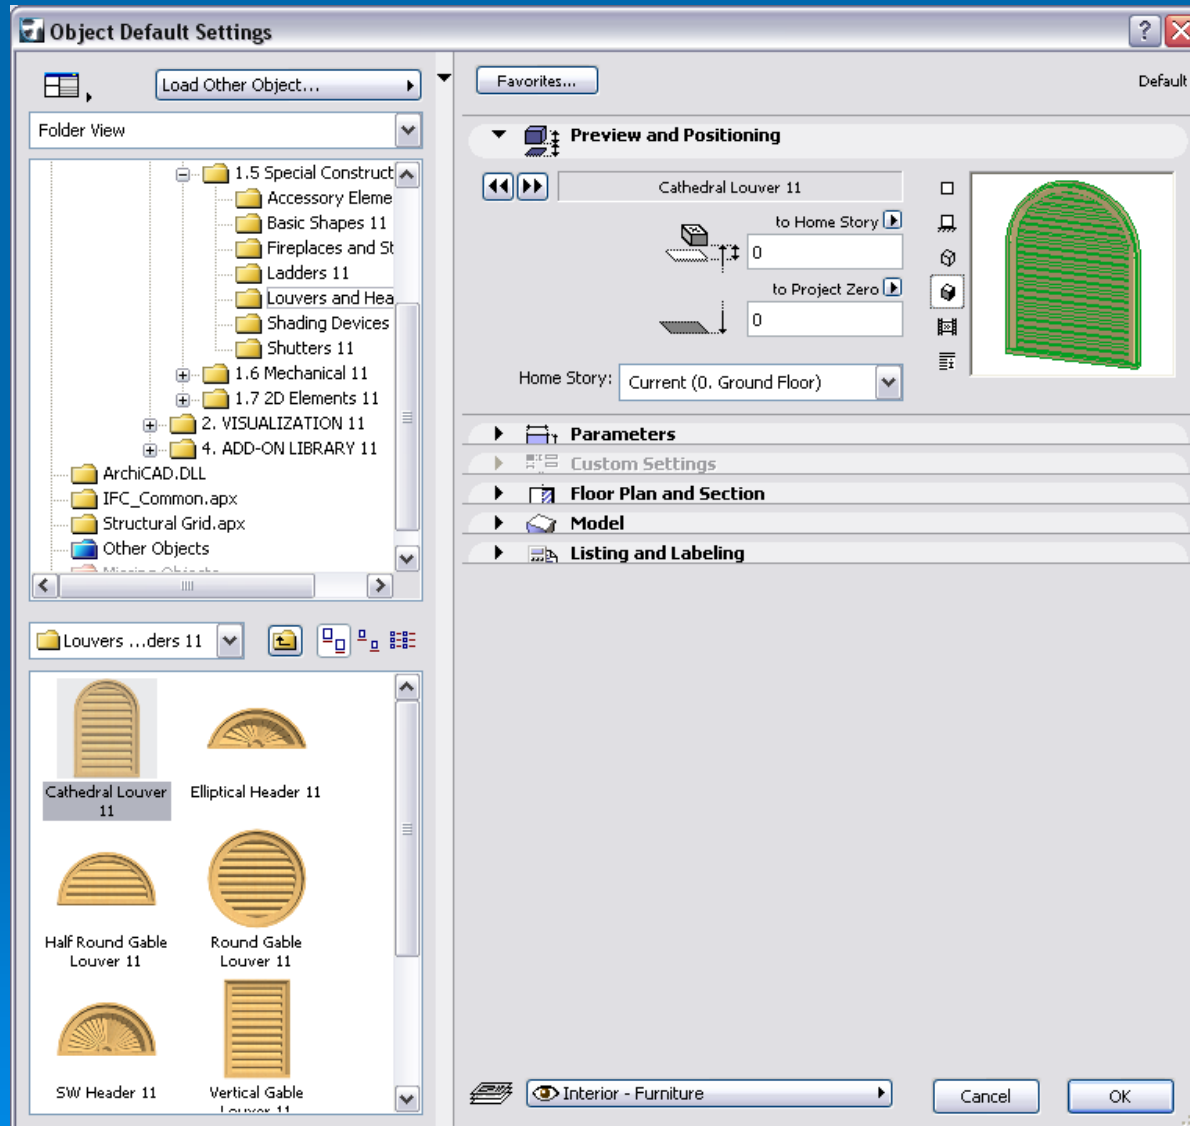 Object Default Settings
Load Other Object...
Folder View
1.5 Special Construct
Accessory Eleme
Basic Shapes 11
Fireplaces and St
Ladders 11
Louvers and Hea
Shading Devices
Shutters 11
1.6 Mechanical 11
1.7 2D Elements 11
2. VISUALIZATION 11
4. ADD-ON LIBRARY 11
ArchiCAD.DLL
IFC_Common.apx
Structural Grid.apx
Other Objects
Missing Objects
Louvers ...ders 11
Cathedral Louver
11
Elliptical Header 11
Half Round Gable
Louver 11
Round Gable
Louver 11
SW Header 11
Vertical Gable
Louver 11
Favorites...
Default
Preview and Positioning
Cathedral Louver 11
to Home Story
0
to Project Zero
0
Home Story:
Current (0. Ground Floor)
Parameters
Custom Settings
Floor Plan and Section
Model
Listing and Labeling
Interior - Furniture
Cancel
OK